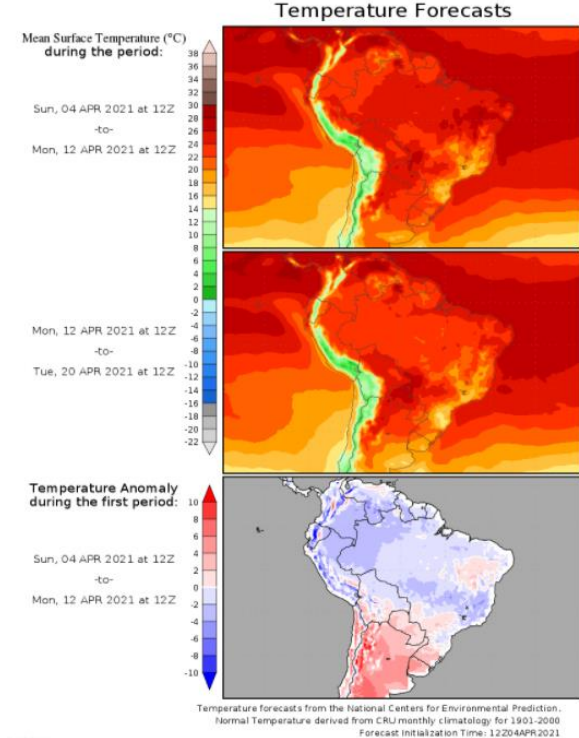 Temperature Forecasts
Mean Surface Temperature (°C)
during the period:
38
36
34
32
30
28
26
24
22
20
18
16
14
12
10
8
6
4
2
0
-2
-4
-6
-8
-10
-12
-14
-16
-18
-20
-22
Sun, 04 APR 2021 at 12Z
-to-
Mon, 12 APR 2021 at 12Z
Mon, 12 APR 2021 at 12Z
-to-
Tue, 20 APR 2021 at 12Z
Temperature Anomaly
during the first period:
10
8
6
4
2
0
-2
-4
-6
-8
-10
Sun, 04 APR 2021 at 12Z
-to-
Mon, 12 APR 2021 at 12Z
Temperature forecasts from the National Centers for Environmental Prediction.
Normal Temperature derived from CRU monthly climatology for 1901-2000
Forecast Initialization Time: 12Z04APR2021